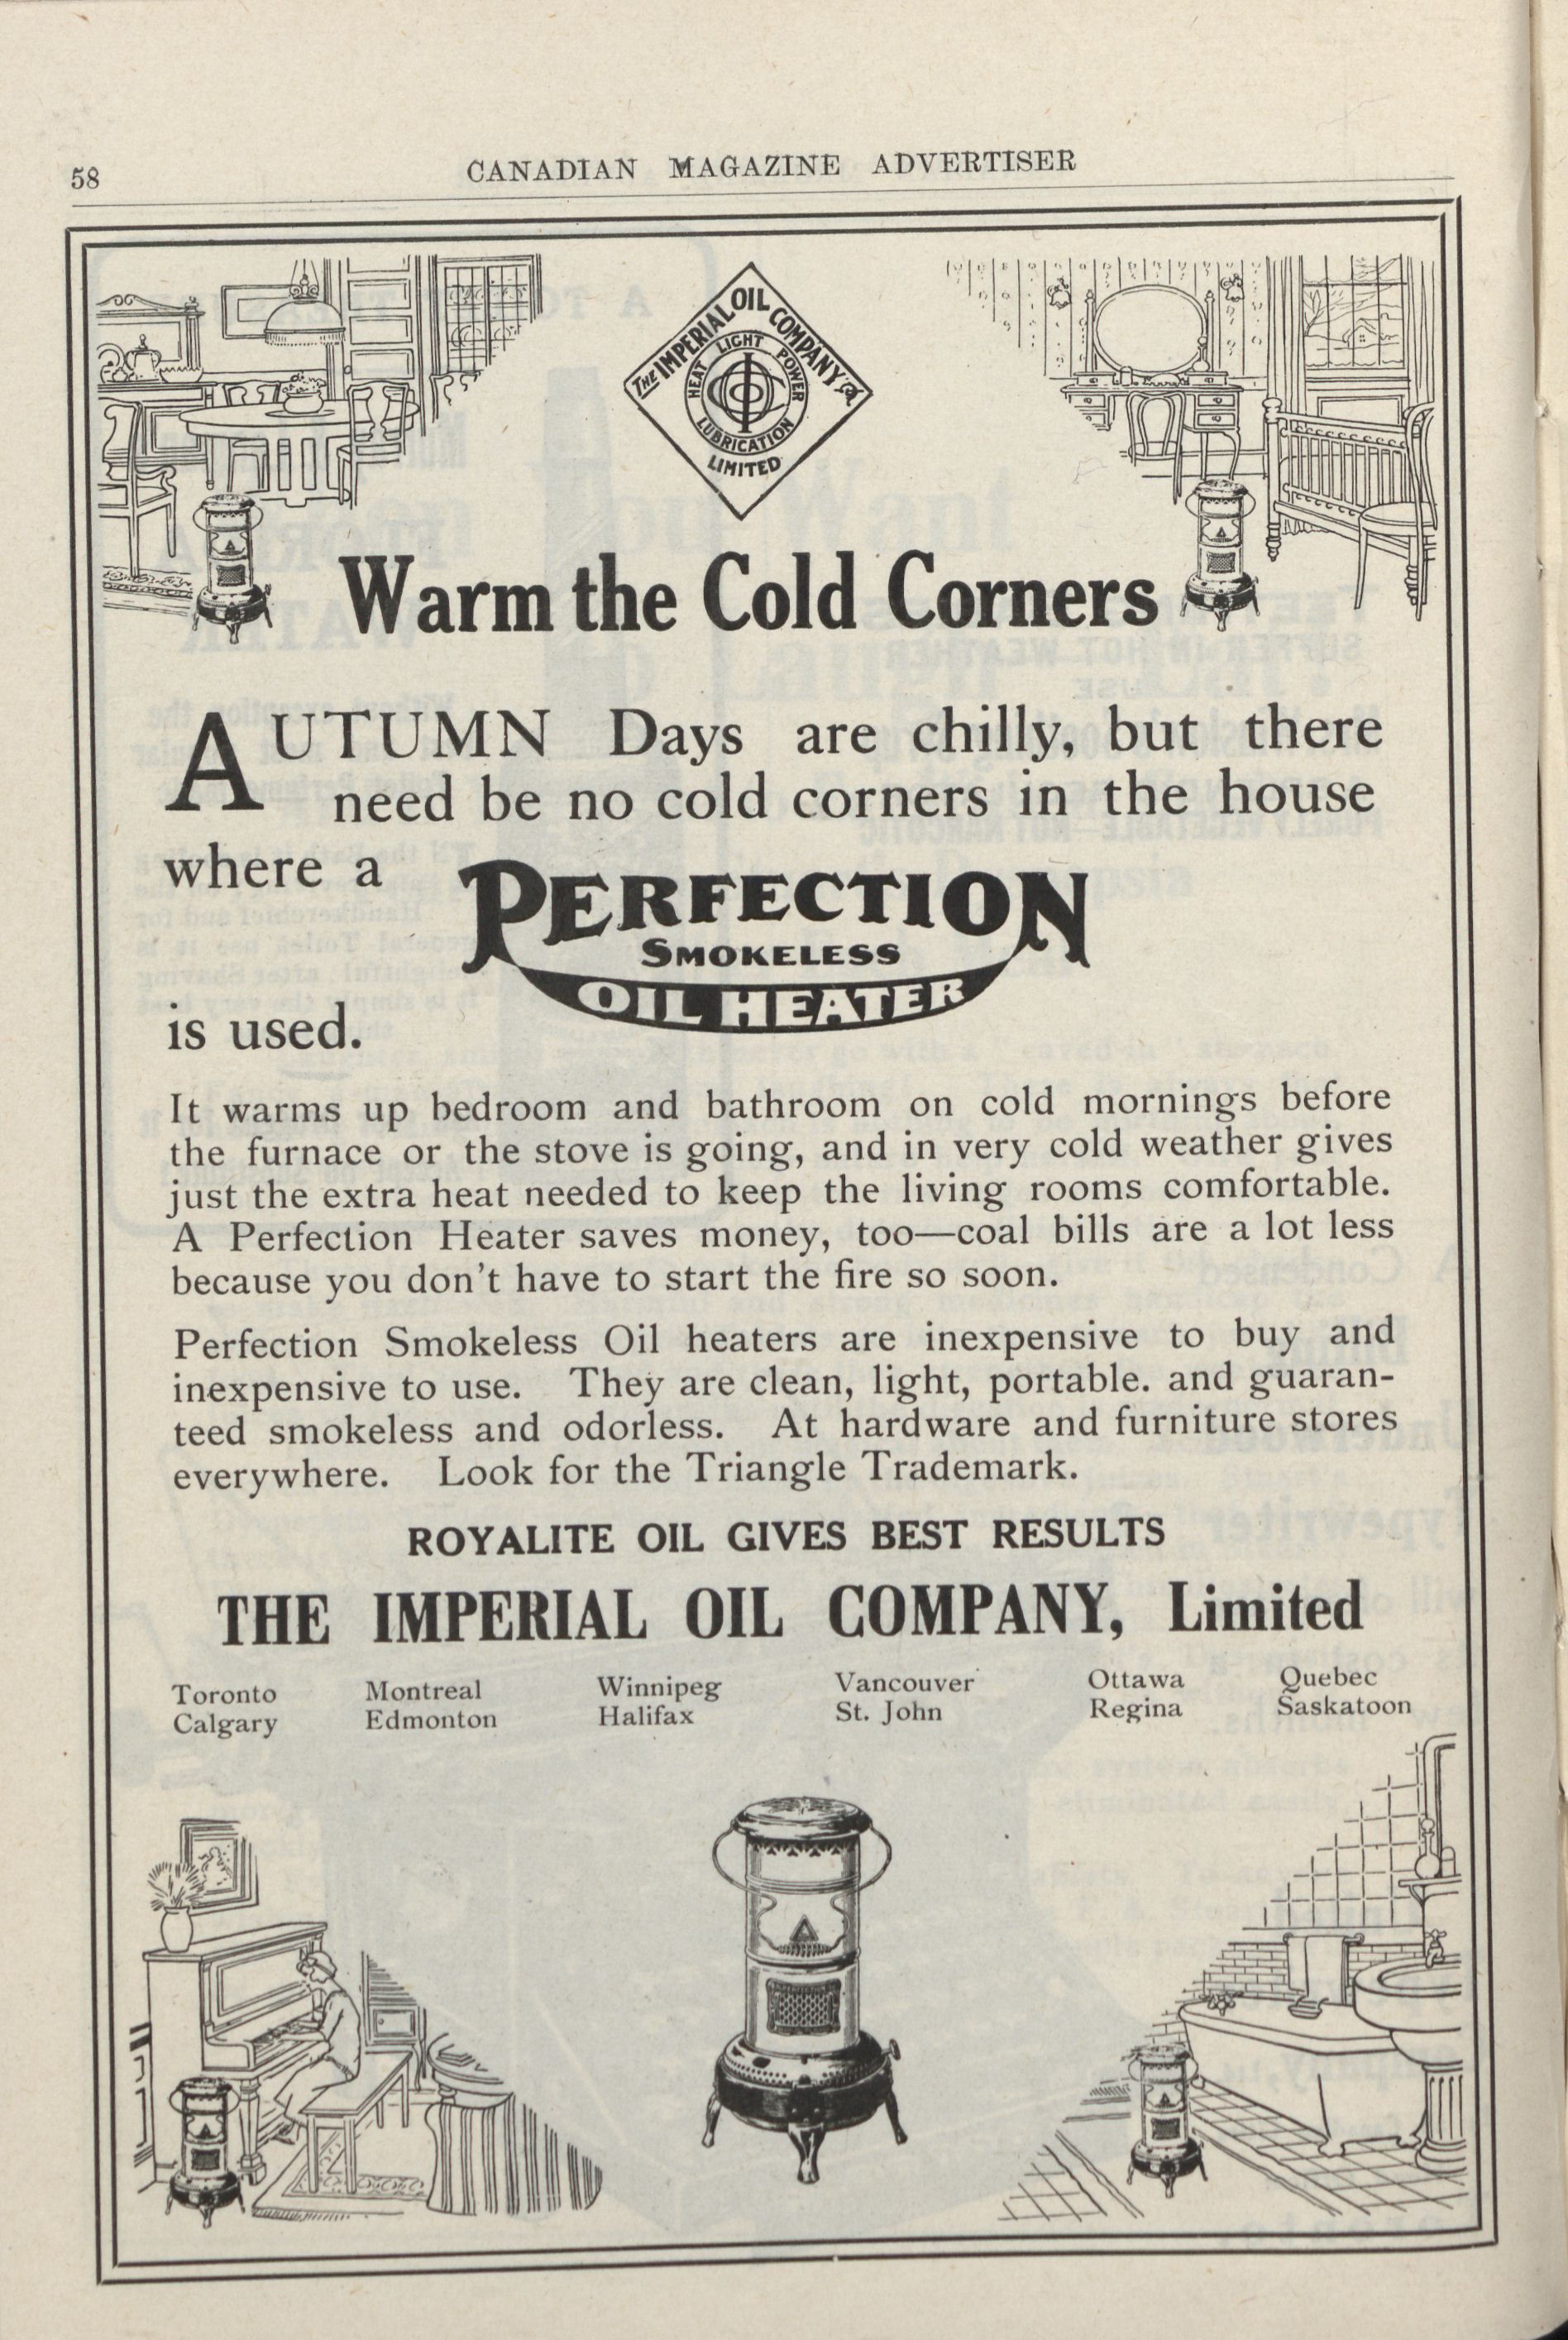 58
CANADIAN MAGAZINE ADVERTISER
THE IMPERIAL OIL COMPANY
HEAT LIGHT POWER
LUBRICATION
LIMITED
Warm the Cold Corners
AUTUMN Days are chilly, but there
need be no cold corners in the house
where a
PERFECTION
SMOKELESS
OIL HEATER
is used.
It warms up bedroom and bathroom on cold mornings before
the furnace or the stove is going, and in very cold weather gives
just the extra heat needed to keep the living rooms comfortable.
A Perfection Heater saves money, too—coal bills are a lot less
because you don't have to start the fire so soon.
Perfection Smokeless Oil heaters are inexpensive to buy and
inexpensive to use. They are clean, light, portable. and guaran-
teed smokeless and odorless. At hardware and furniture stores
everywhere. Look for the Triangle Trademark.
ROYALITE OIL GIVES BEST RESULTS
THE IMPERIAL OIL COMPANY, Limited
Toronto Montreal Winnipeg Vancouver Ottawa Quebec
Calgary Edmonton Halifax St. John Regina Saskatoon